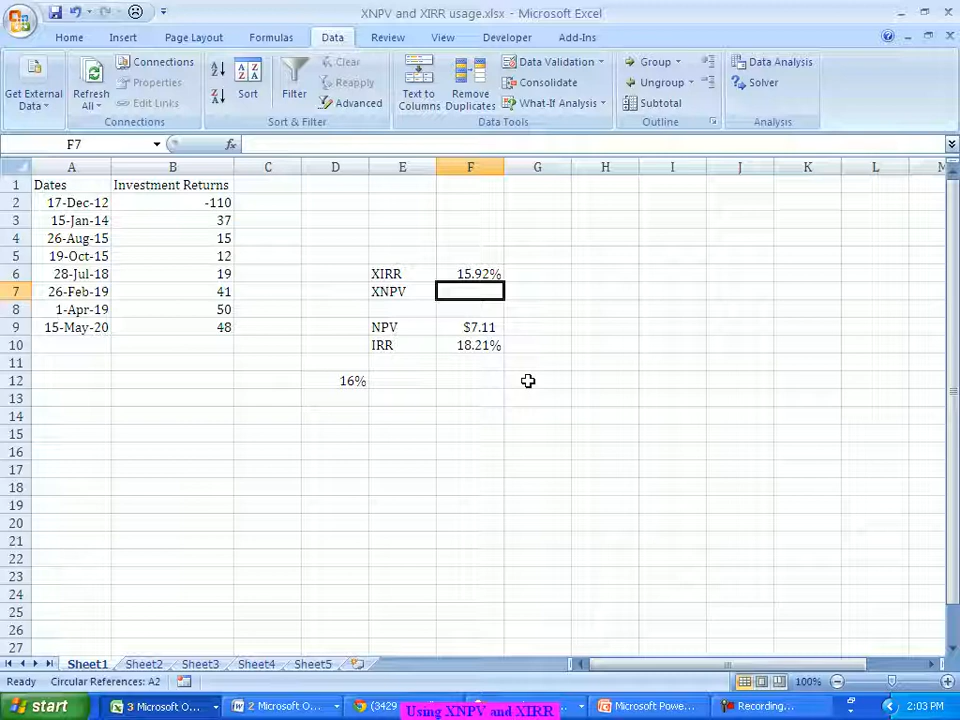 XNPV and XIRR usage.xlsx - Microsoft Excel
Home Insert Page Layout Formulas Data Review View Developer Add-Ins
Get External Data
Refresh All
Connections
Properties
Edit Links
Connections
Sort
Filter
Clear
Reapply
Advanced
Sort & Filter
Text to Columns
Remove Duplicates
Data Validation
Consolidate
What-If Analysis
Data Tools
Group
Ungroup
Subtotal
Outline
Data Analysis
Solver
Analysis
F7 fx
A B C D E F G H I J K L M
1 Dates Investment Returns
2 17-Dec-12 -110
3 15-Jan-14 37
4 26-Aug-15 15
5 19-Oct-15 12
6 28-Jul-18 19 XIRR 15.92%
7 26-Feb-19 41 XNPV
8 1-Apr-19 50
9 15-May-20 48 NPV $7.11
10 IRR 18.21%
11
12 16%
13
14
15
16
17
18
19
20
21
22
23
24
25
26
27
Sheet1 Sheet2 Sheet3 Sheet4 Sheet5
Ready Circular References: A2 100%
start 3 Microsoft O... 2 Microsoft O... (3429 Microsoft Powe... Recording... 2:03 PM
Using XNPV and XIRR